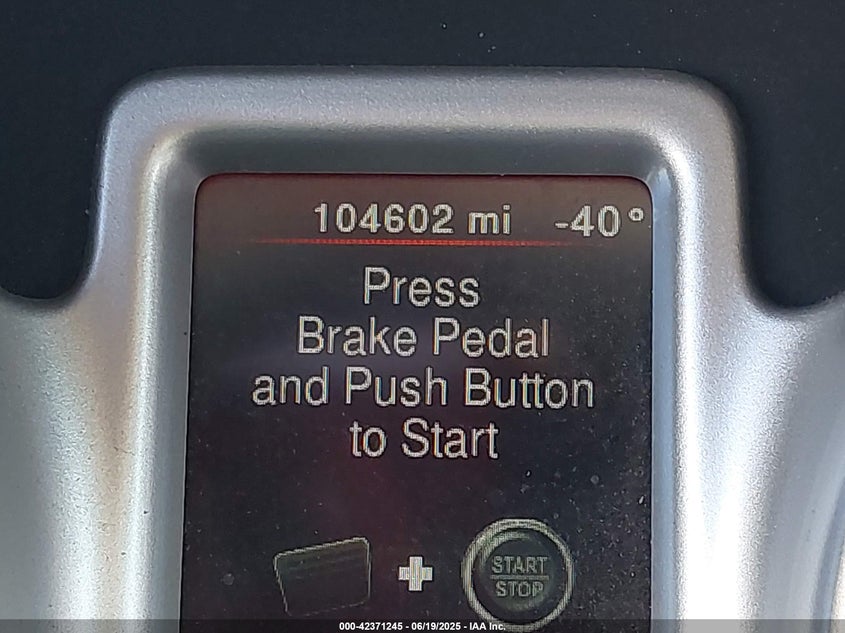 104602 mi -40°
Press
Brake Pedal
and Push Button
to Start
START
STOP
000-42371245 - 06/19/2025 - IAA Inc.